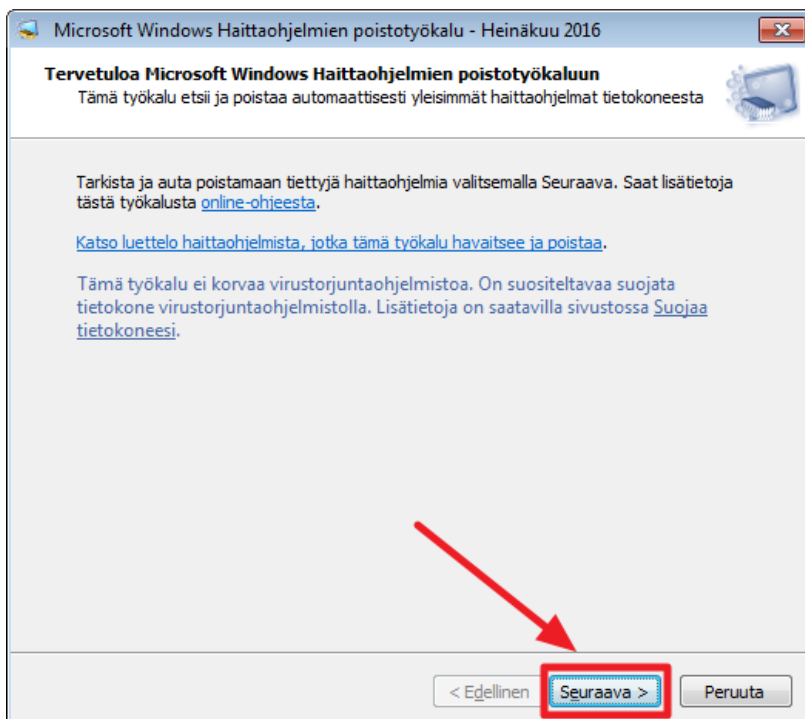 Microsoft Windows Haittaohjelmien poistotyökalu - Heinäkuu 2016
Tervetuloa Microsoft Windows Haittaohjelmien poistotyökaluun
Tämä työkalu etsii ja poistaa automaattisesti yleisimmät haittaohjelmat tietokoneesta
Tarkista ja auta poistamaan tiettyjä haittaohjelmia valitsemalla Seuraava. Saat lisätietoja
tästä työkalusta online-ohjeesta.
Katso luettelo haittaohjelmista, jotka tämä työkalu havaitsee ja poistaa.
Tämä työkalu ei korvaa virustorjuntaohjelmistoa. On suositeltavaa suojata
tietokone virustorjuntaohjelmistolla. Lisätietoja on saatavilla sivustossa Suojaa
tietokoneesi.
< Edellinen Seuraava > Peruuta